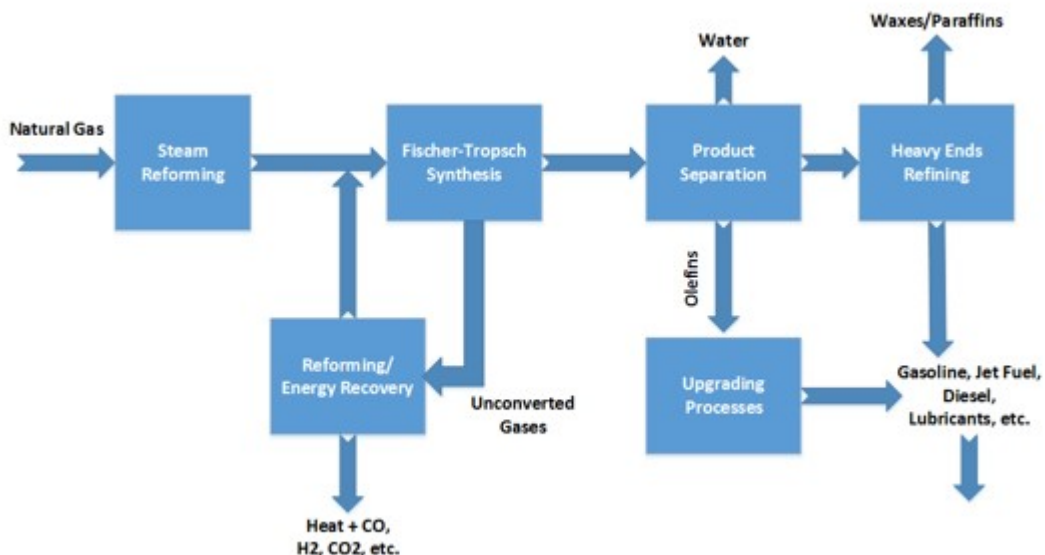 Natural Gas
Steam
Reforming
Fischer-Tropsch
Synthesis
Water
Product
Separation
Waxes/Paraffins
Heavy Ends
Refining
Olefins
Reforming/
Energy Recovery
Unconverted
Gases
Upgrading
Processes
Gasoline, Jet Fuel,
Diesel,
Lubricants, etc.
Heat + CO,
H2, CO2, etc.